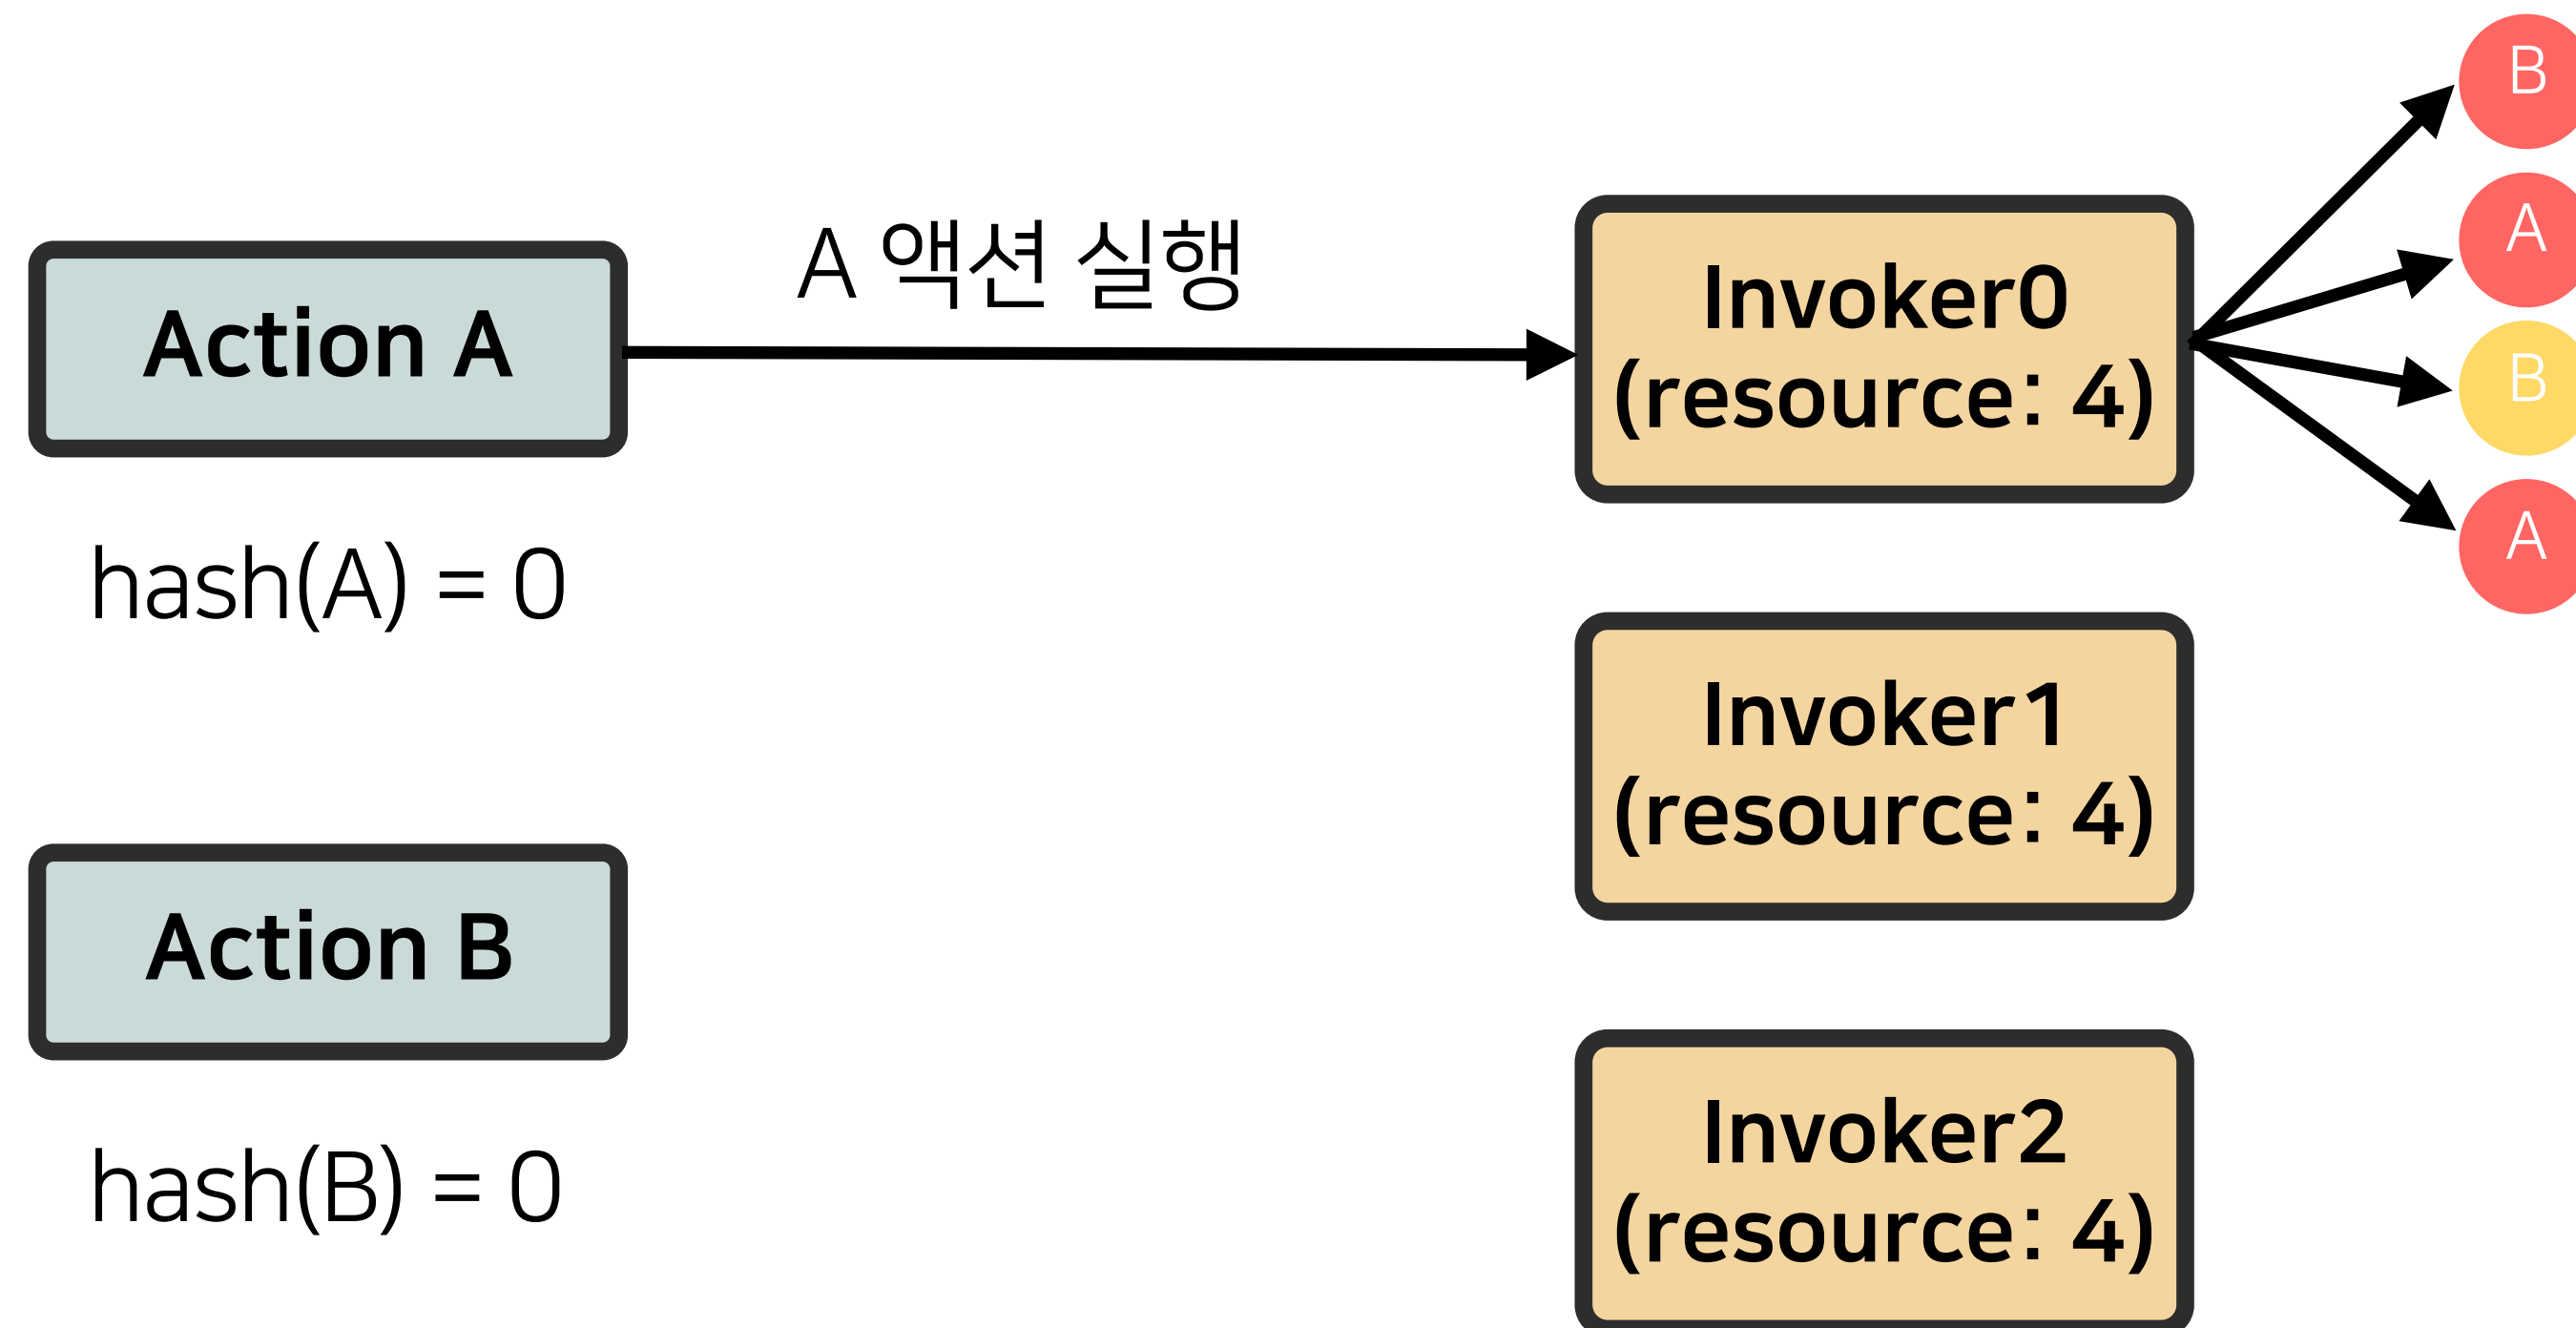 Action A
hash(A) = 0
Action B
hash(B) = 0
A 액션 실행
Invoker0
(resource: 4)
Invoker1
(resource: 4)
Invoker2
(resource: 4)
B
A
B
A